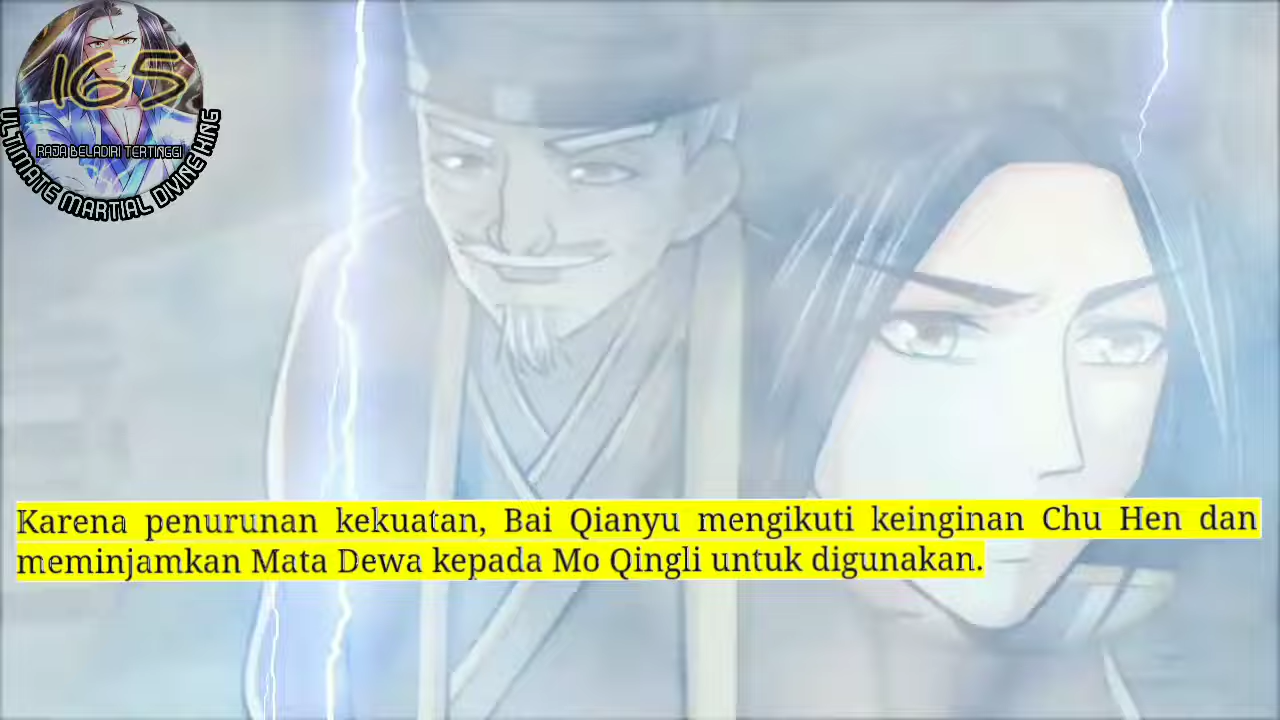 165
RAJA BELADIRI TERTINGGI
ULTIMATE MARTIAL DIVINE KING
Karena penurunan kekuatan, Bai Qianyu mengikuti keinginan Chu Hen dan
meminjamkan Mata Dewa kepada Mo Qingli untuk digunakan.